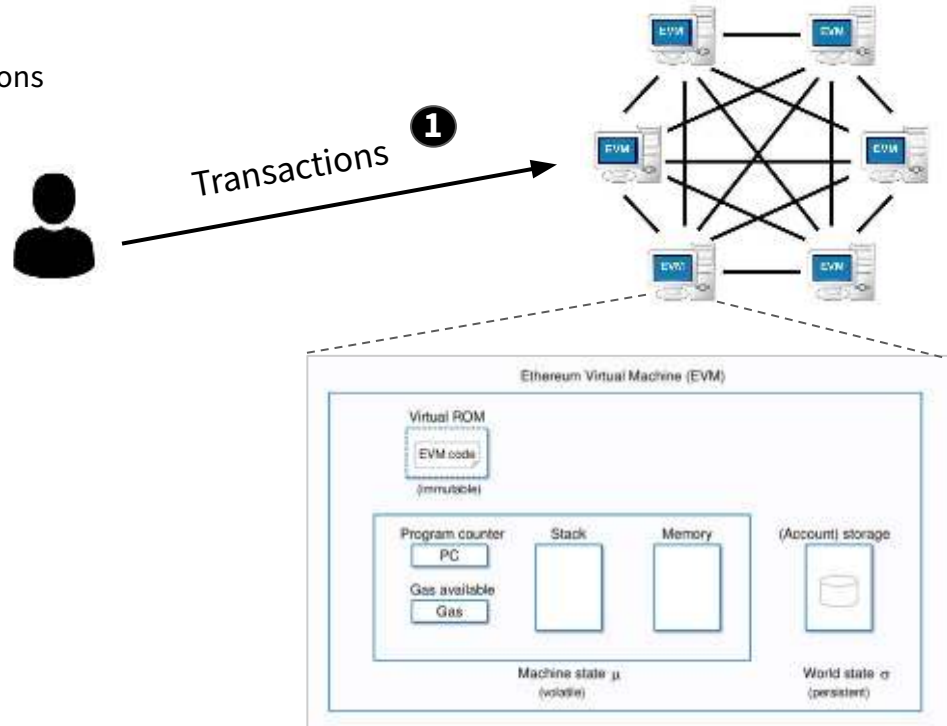 EVM
EVM
ons
1
Transactions
EVM
EVM
EVM
EVM
Ethereum Virtual Machine (EVM)
Virtual ROM
EVM code
(immutable)
Program counter
Stack
Memory
(Account) storage
PC
Gas available
Gas
Machine state μ
World state σ
(volatile)
(persistent)